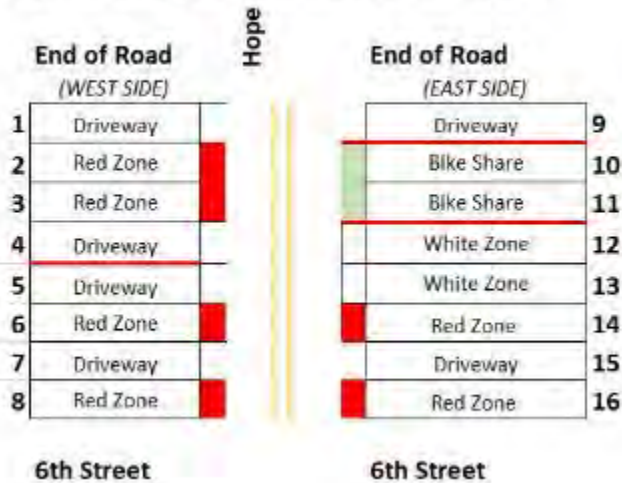 Hope
End of Road
(WEST SIDE)
1 Driveway
2 Red Zone
3 Red Zone
4 Driveway
5 Driveway
6 Red Zone
7 Driveway
8 Red Zone
6th Street
End of Road
(EAST SIDE)
Driveway 9
Bike Share 10
Bike Share 11
White Zone 12
White Zone 13
Red Zone 14
Driveway 15
Red Zone 16
6th Street